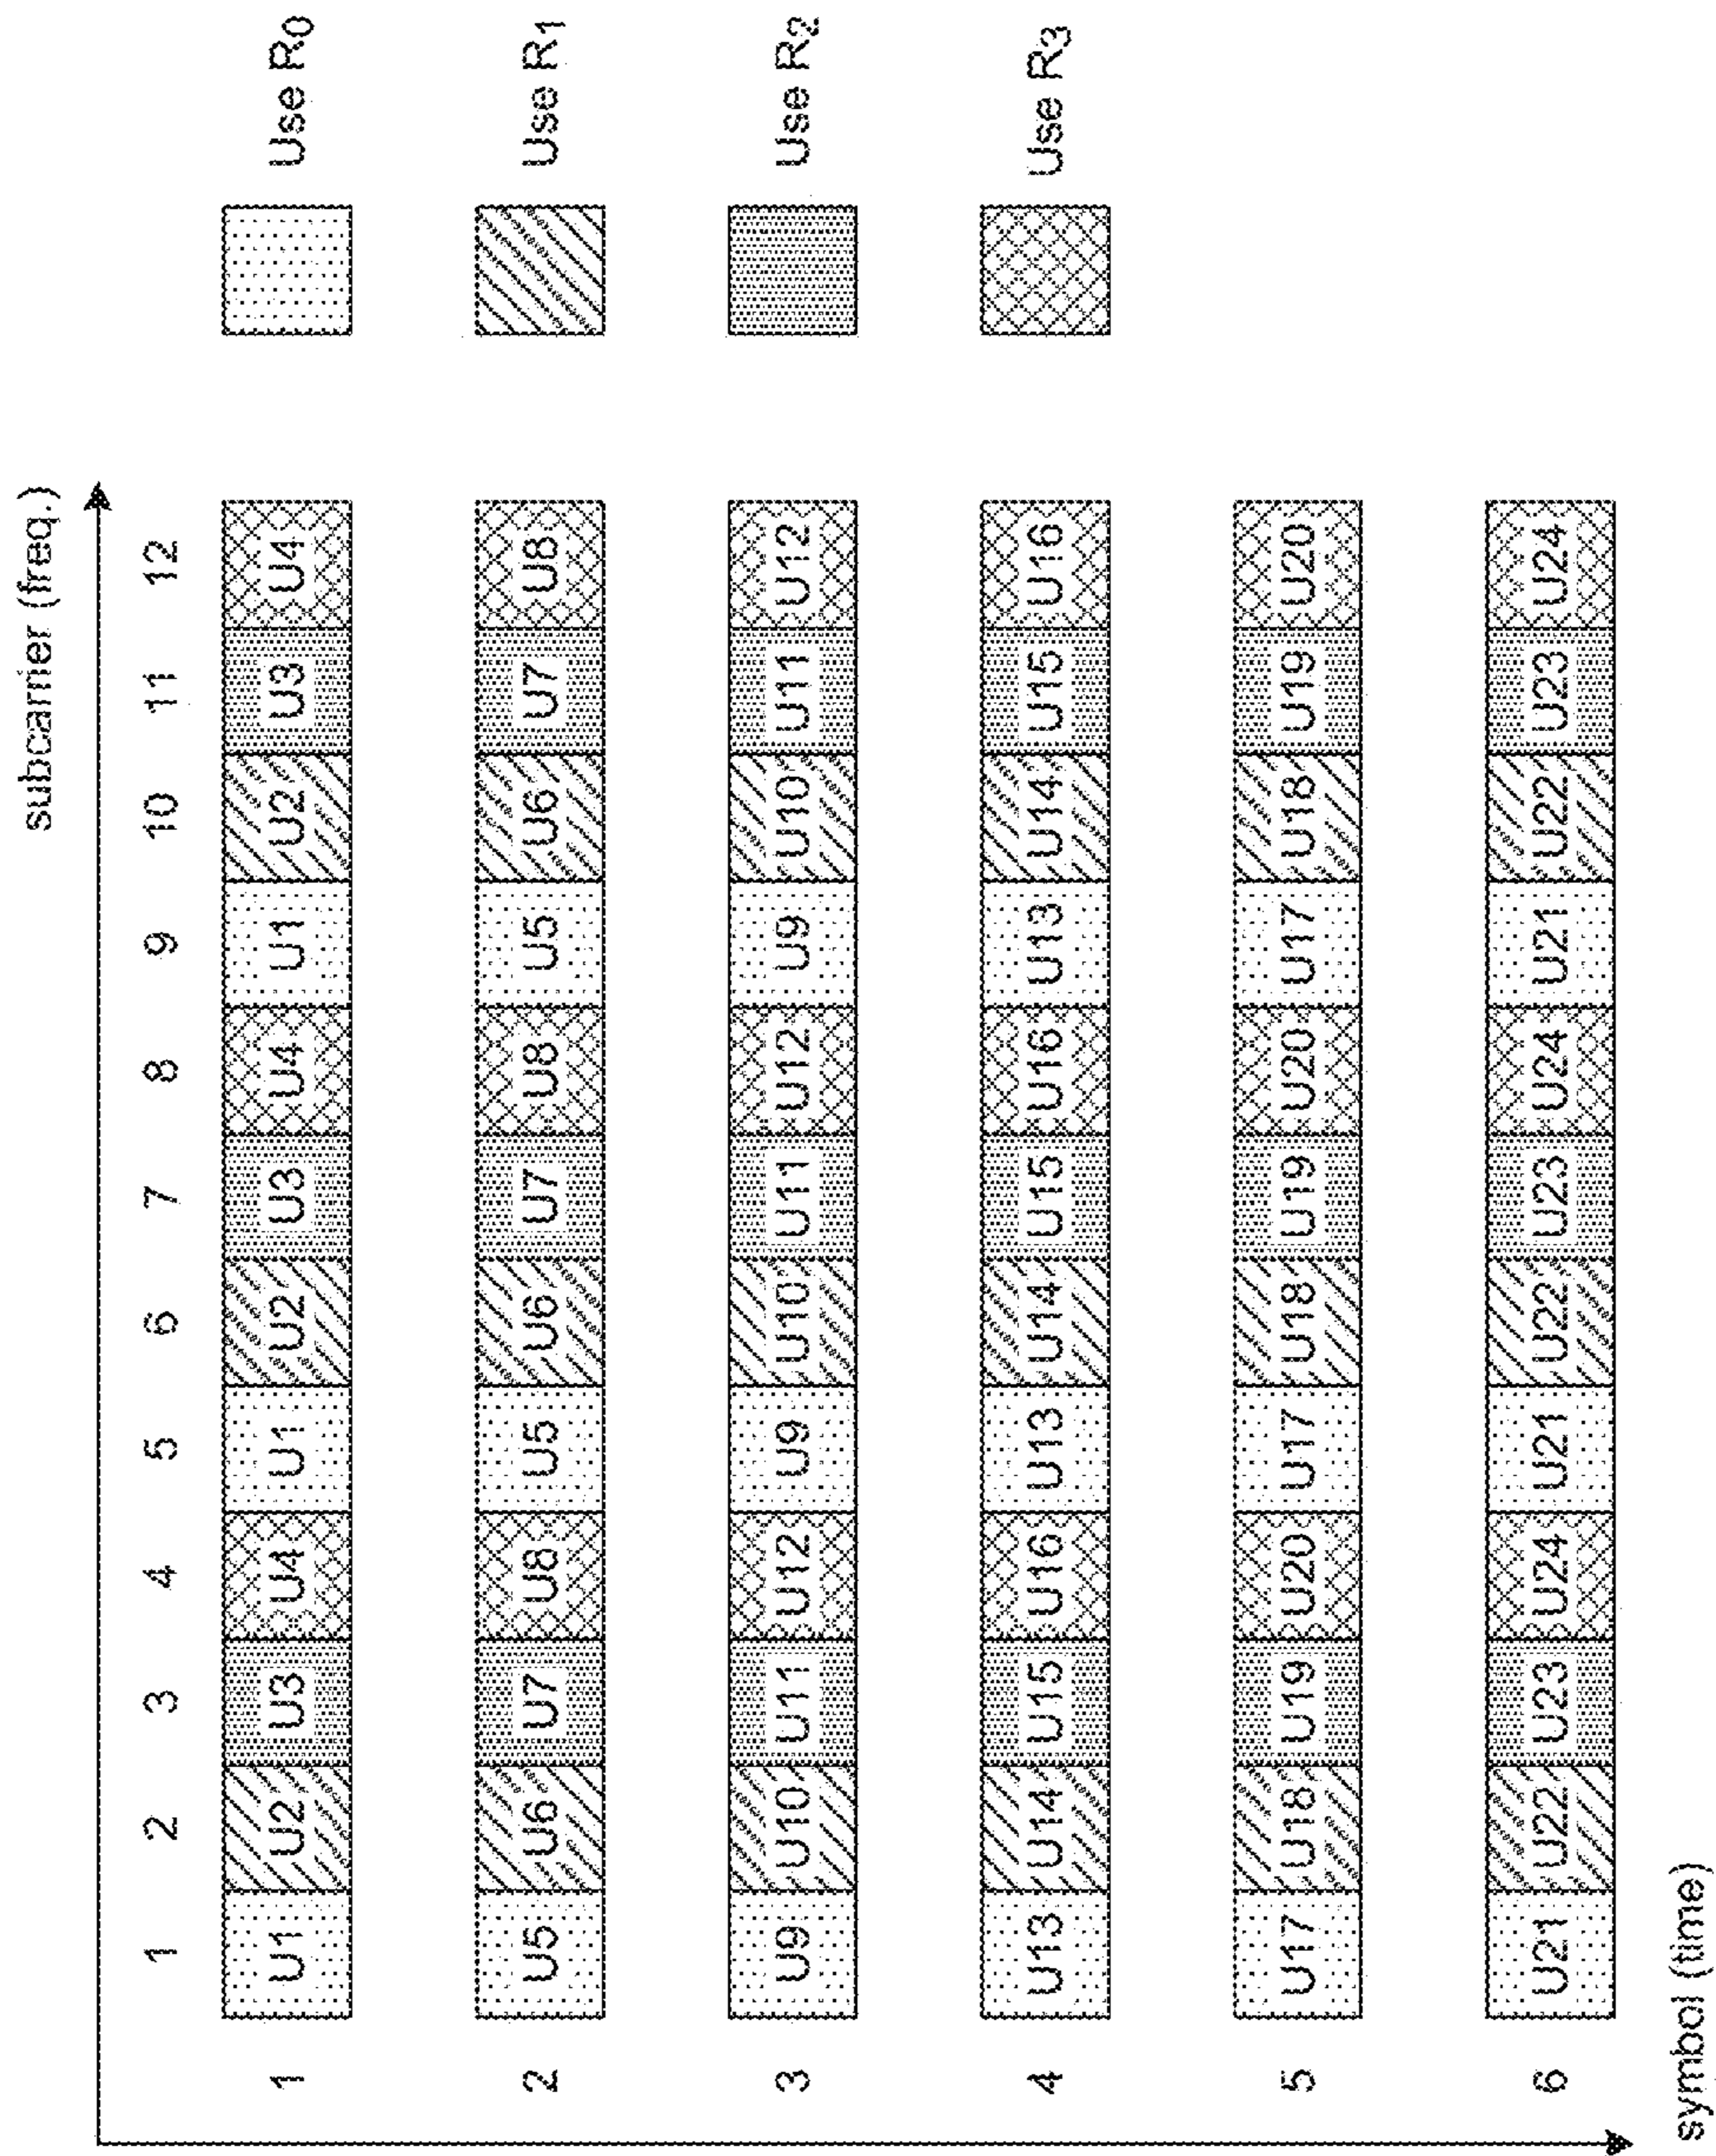 subcarrier (freq.)
1 2 3 4 5 6 7 8 9 10 11 12
1 U1 U2 U3 U4 U1 U2 U3 U4 U1 U2 U3 U4 Use R0
2 U5 U6 U7 U8 U5 U6 U7 U8 U5 U6 U7 U8 Use R1
3 U9 U10 U11 U12 U9 U10 U11 U12 U9 U10 U11 U12 Use R2
4 U13 U14 U15 U16 U13 U14 U15 U16 U13 U14 U15 U16 Use R3
5 U17 U18 U19 U20 U17 U18 U19 U20 U17 U18 U19 U20
6 U21 U22 U23 U24 U21 U22 U23 U24 U21 U22 U23 U24
symbol (time)